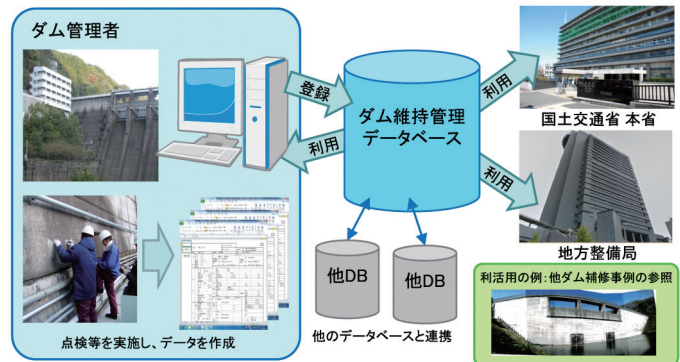 ダム管理者
登録
利用
ダム維持管理
データベース
利用
利用
国土交通省 本省
地方整備局
他DB
他DB
他のデータベースと連携
点検等を実施し、データを作成
利活用の例：他ダム補修事例の参照